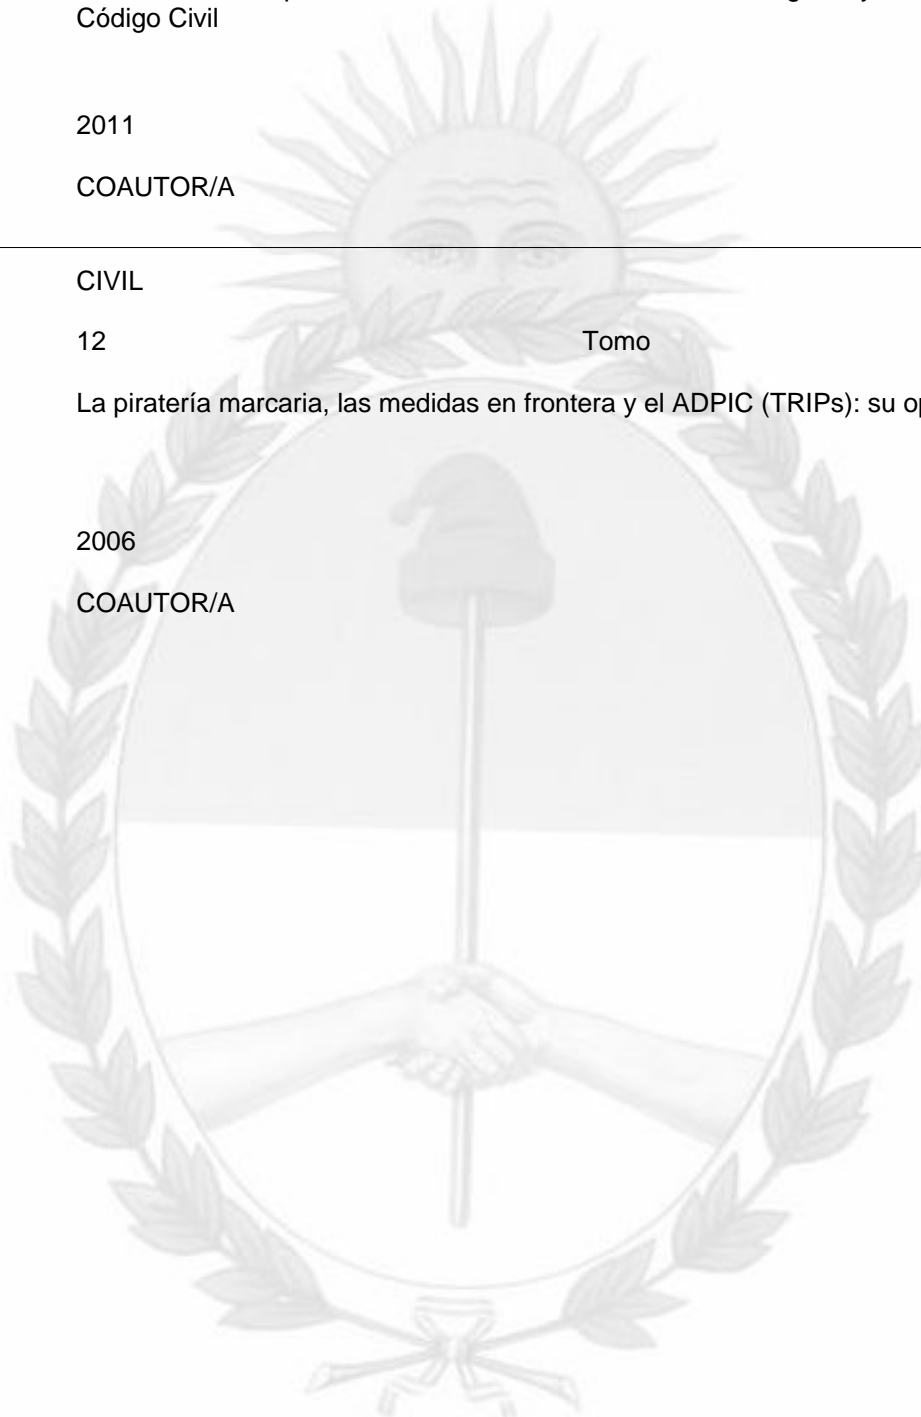 Código Civil
2011
COAUTOR/A
CIVIL
12 Tomo
La piratería marcaria, las medidas en frontera y el ADPIC (TRIPs): su
2006
COAUTOR/A